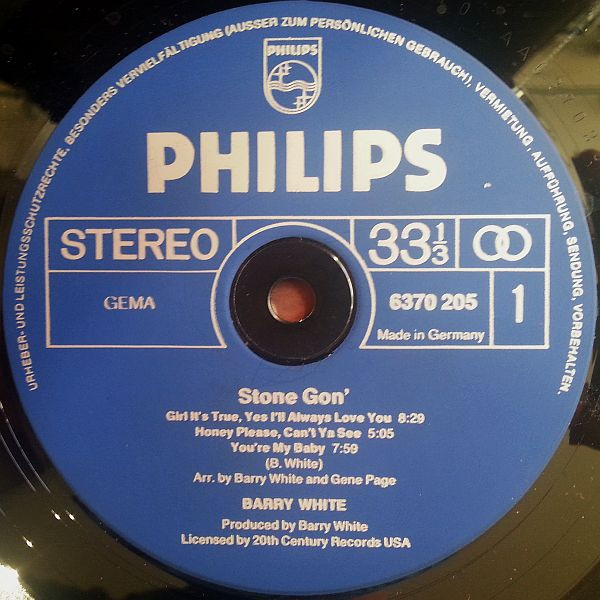 URHEBER- UND LEISTUNGSSCHUTZRECHTE, BESONDERS VERVIELFÄLTIGUNG (AUSSER ZUM PERSÖNLICHEN GEBRAUCH), VERMIETUNG, AUFFÜHRUNG, SENDUNG, VORBEHALTEN.
PHILIPS
PHILIPS
STEREO 33 1/3
GEMA 6370 205 1
Made in Germany
Stone Gon'
Girl It's True, Yes I'll Always Love You 8:29
Honey Please, Can't Ya See 5:05
You're My Baby 7:59
(B. White)
Arr. by Barry White and Gene Page
BARRY WHITE
Produced by Barry White
Licensed by 20th Century Records USA